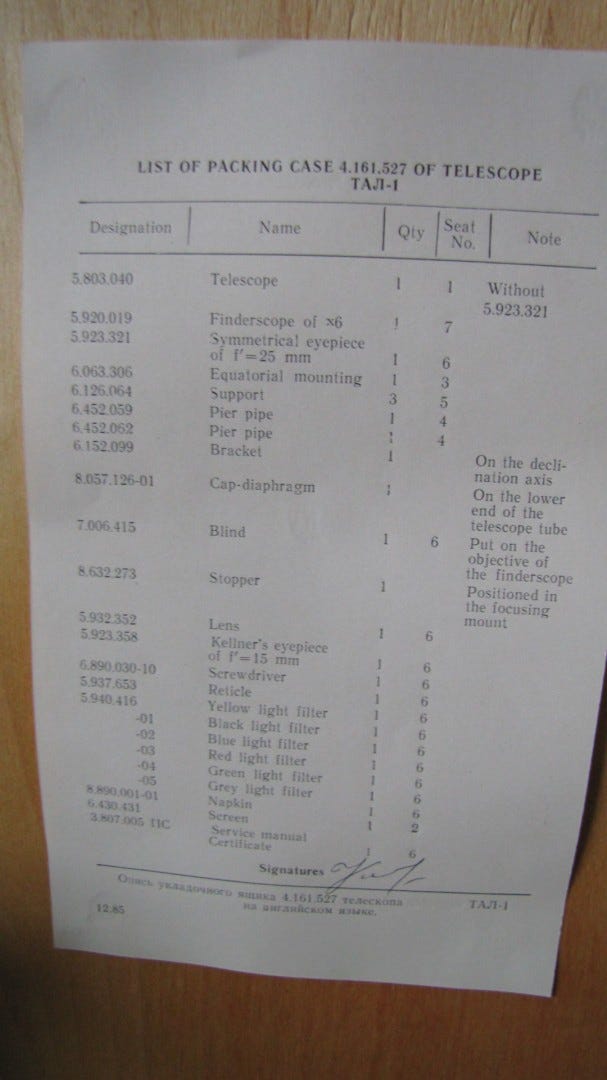 LIST OF PACKING CASE 4.161.527 OF TELESCOPE
ТАЛ-1
Designation Name Qty Seat No. Note
5.803.040 Telescope 1 1 Without
5.923.321
5.920.019 Finderscope of ×6 1 7
5.923.321 Symmetrical eyepiece
of f'=25 mm 1 6
6.063.306 Equatorial mounting 1 3
6.126.064 Support 3 5
6.452.059 Pier pipe 1 4
6.452.062 Pier pipe 1 4
6.152.099 Bracket 1 On the decli-
nation axis
8.057.126-01 Cap-diaphragm 1 On the lower
end of the
telescope tube
7.006.415 Blind 1 6 Put on the
objective of
the finderscope
8.632.273 Stopper 1 Positioned in
the focusing
mount
5.932.352 Lens 1 6
5.923.358 Kellner's eyepiece
of f'=15 mm 1 6
6.890.030-10 Screwdriver 1 6
5.937.653 Reticle 1 6
5.940.416 Yellow light filter 1 6
-01 Black light filter 1 6
-02 Blue light filter 1 6
-03 Red light filter 1 6
-04 Green light filter 1 6
-05 Grey light filter 1 6
8.890.001-01 Napkin 1 6
6.430.431 Screen 1 2
3.807.005 ПС Service manual
Certificate 1 6
Signatures
Опись укладочного ящика 4.161.527 телескопа ТАЛ-1
на английском языке.
12.85